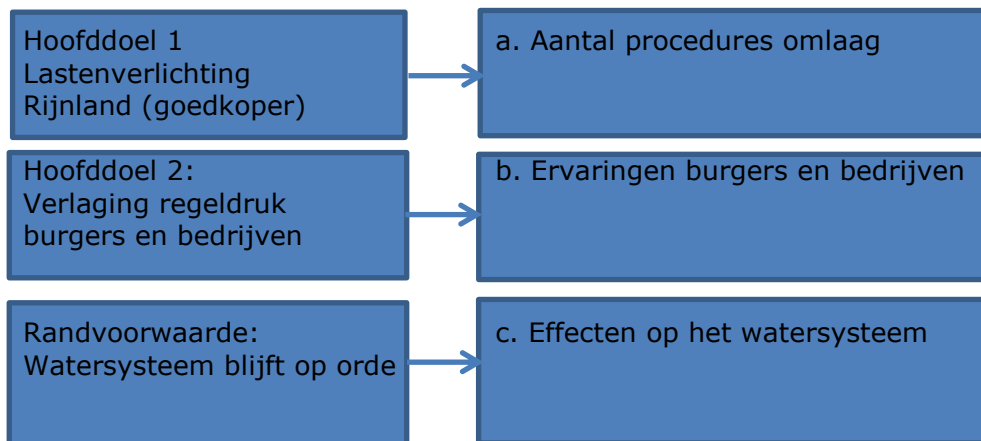 Hoofddoel 1
Lastenverlichting
Rijnland (goedkoper)
a. Aantal procedures omlaag
Hoofddoel 2:
Verlaging regeldruk
burgers en bedrijven
b. Ervaringen burgers en bedrijven
Randvoorwaarde:
Watersysteem blijft op orde
c. Effecten op het watersysteem